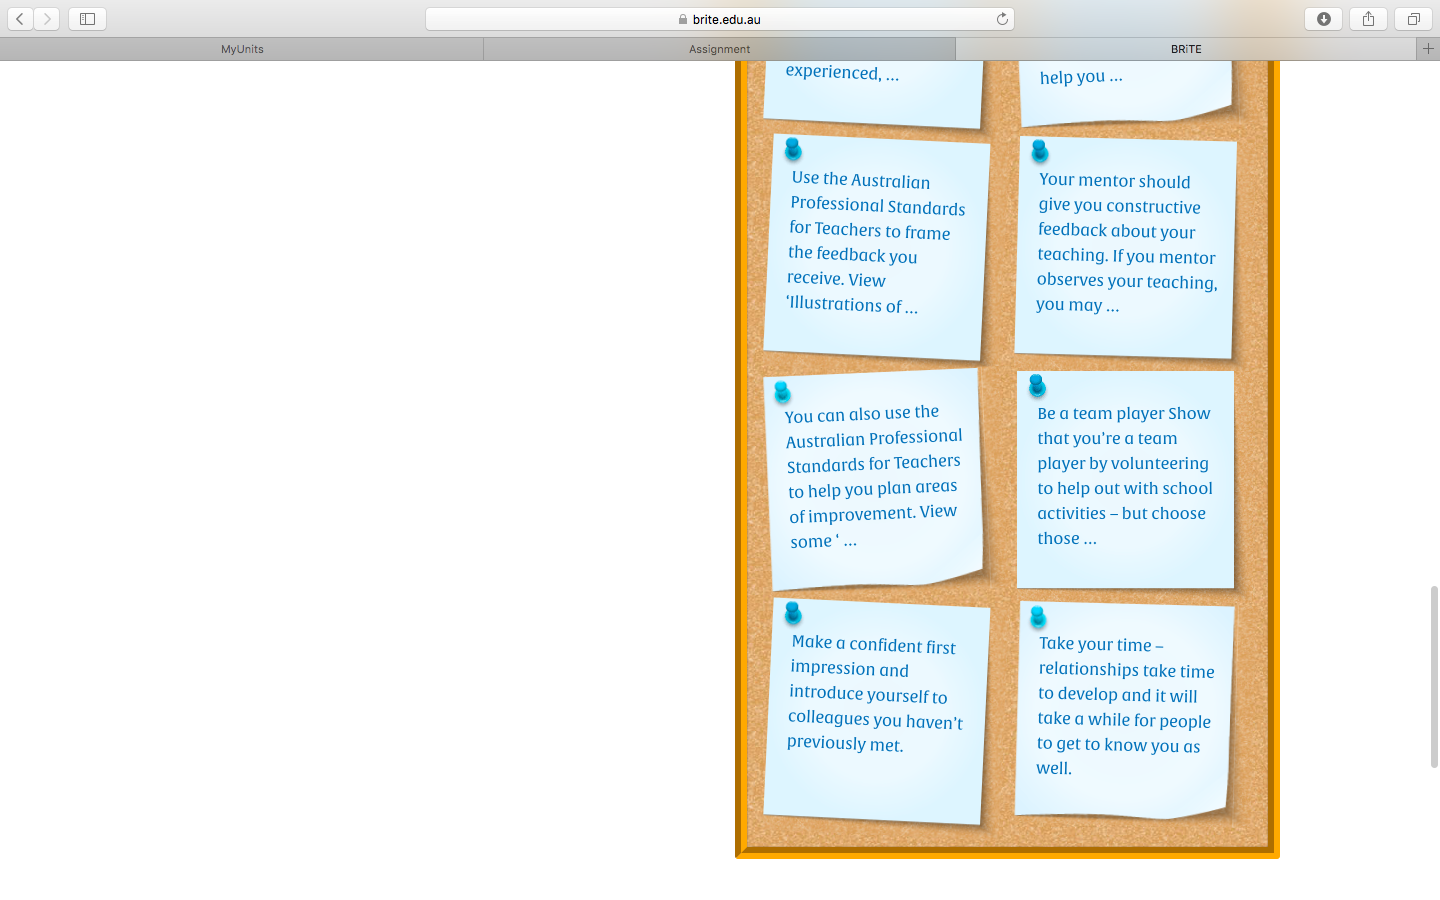 brite.edu.au
MyUnits
Assignment
BRiTE
experienced, ...
help you ...
Use the Australian
Professional Standards
for Teachers to frame
the feedback you
receive. View
‘Illustrations of ...
Your mentor should
give you constructive
feedback about your
teaching. If you mentor
observes your teaching,
you may ...
You can also use the
Australian Professional
Standards for Teachers
to help you plan areas
of improvement. View
some ‘ ...
Be a team player Show
that you’re a team
player by volunteering
to help out with school
activities – but choose
those ...
Make a confident first
impression and
introduce yourself to
colleagues you haven’t
previously met.
Take your time –
relationships take time
to develop and it will
take a while for people
to get to know you as
well.